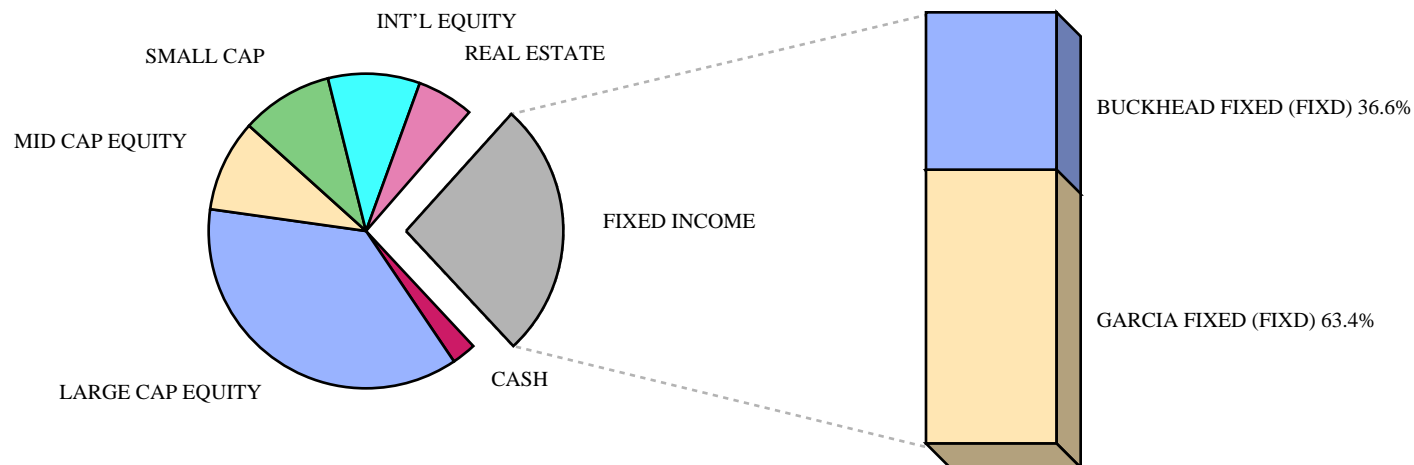 INT'L EQUITY
REAL ESTATE
SMALL CAP
MID CAP EQUITY
FIXED INCOME
LARGE CAP EQUITY
CASH
BUCKHEAD FIXED (FIXD) 36.6%
GARCIA FIXED (FIXD) 63.4%